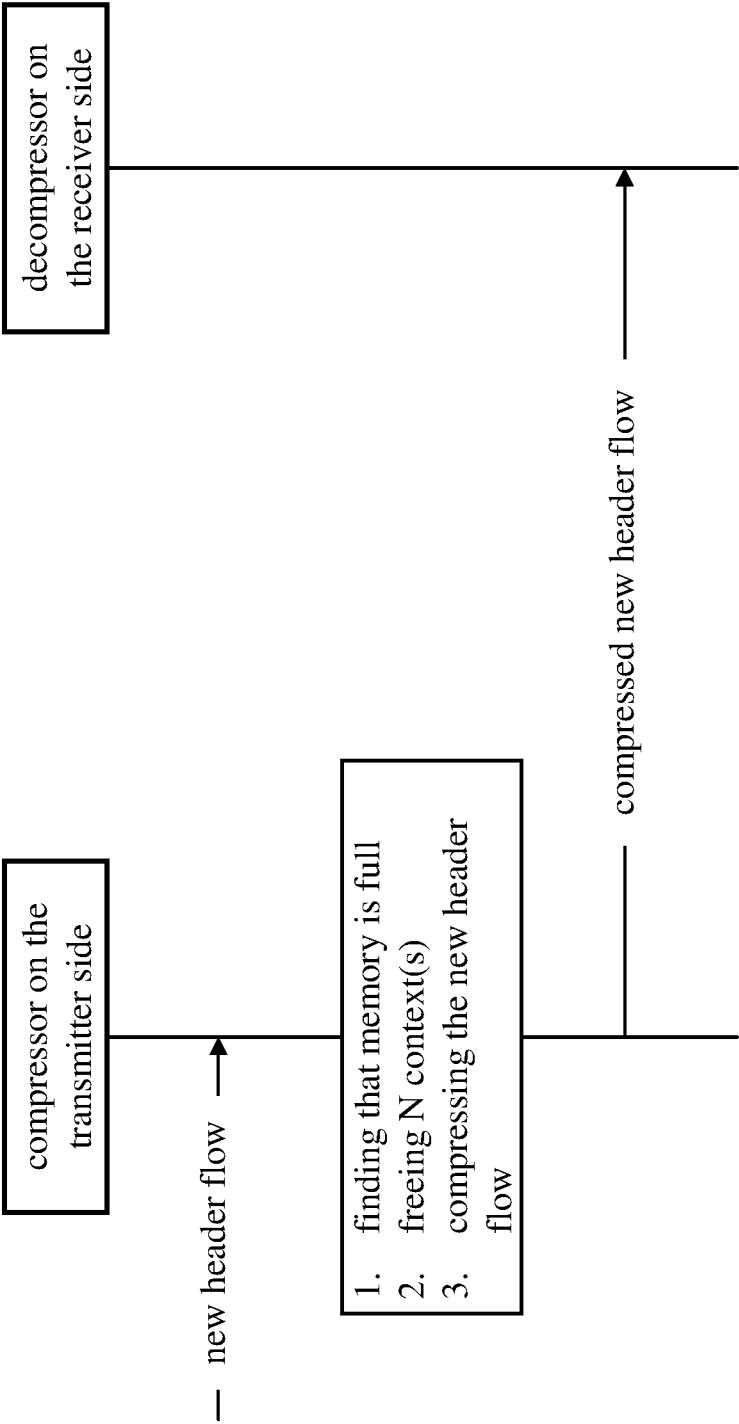 compressor on the
transmitter side
decompressor on
the receiver side
new header flow
1. finding that memory is full
2. freeing N context(s)
3. compressing the new header
flow
compressed new header flow